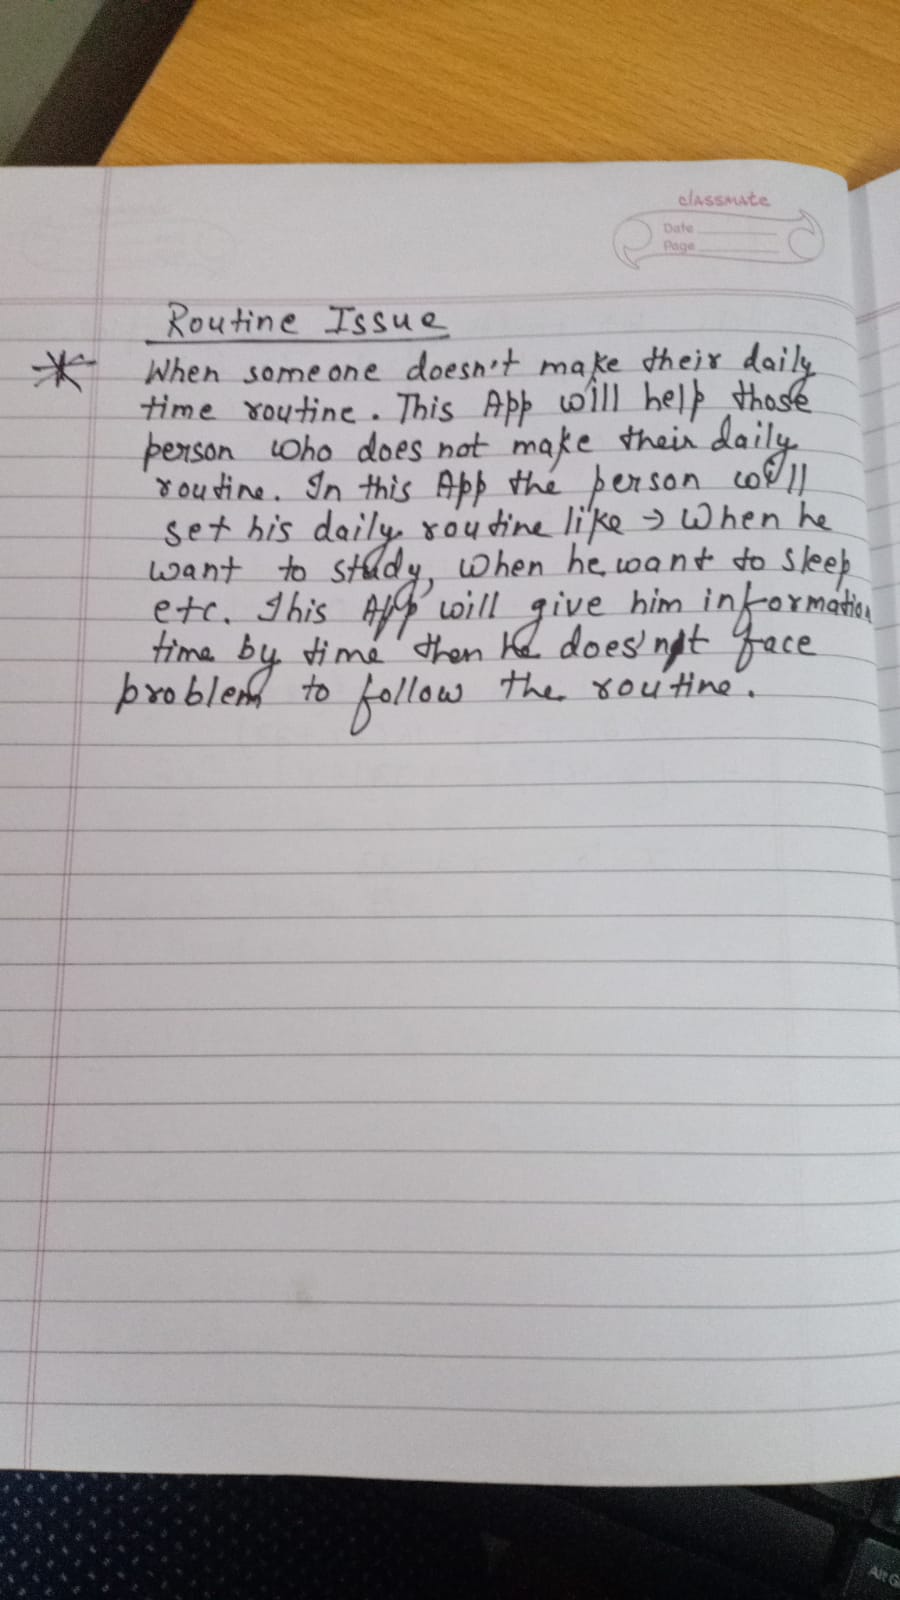 classmate
Date
Page
Routine Issue
When someone doesn't make their daily
time routine. This App will help those
person who does not make their daily
routine. In this App the person will
set his daily routine like → When he
want to study, when he want to sleep
etc. This App will give him information
time by time then he does'nt face
problem to follow the routine.
Alt G